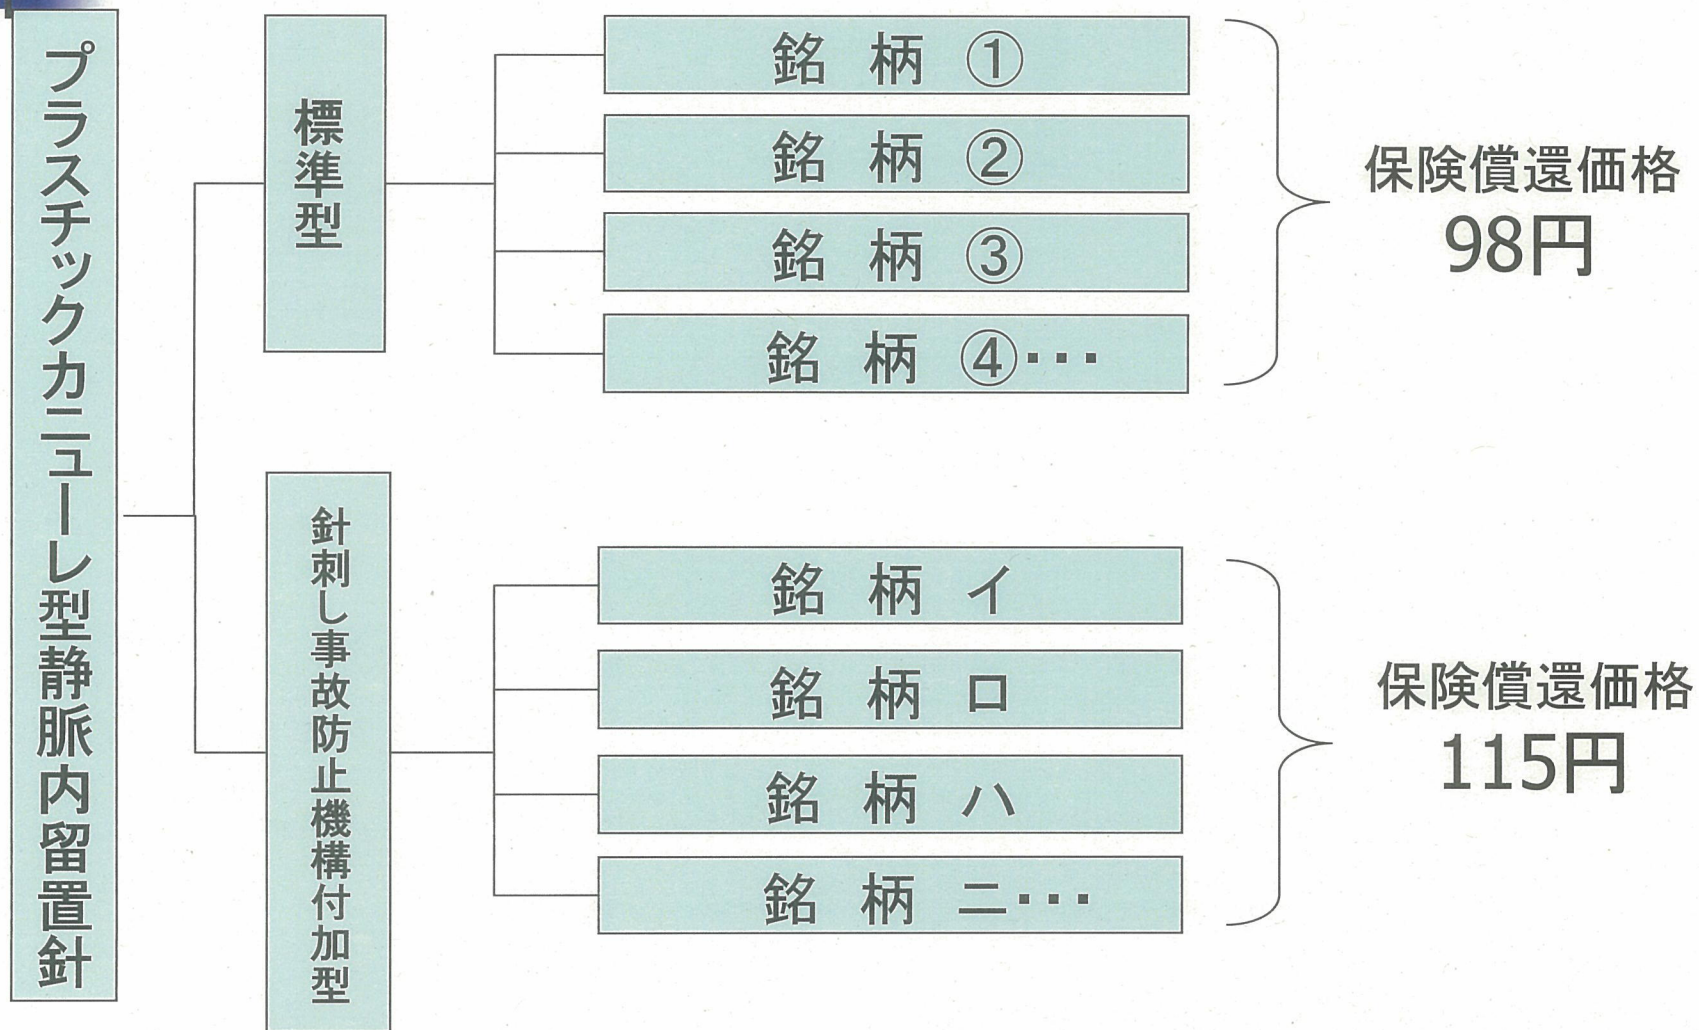 プラスチックカニューレ型静脈内留置針
標準型
銘柄 ①
銘柄 ②
銘柄 ③
銘柄 ④・・・
保険償還価格
98円
針刺し事故防止機構付加型
銘柄 イ
銘柄 ロ
銘柄 ハ
銘柄 ニ・・・
保険償還価格
115円